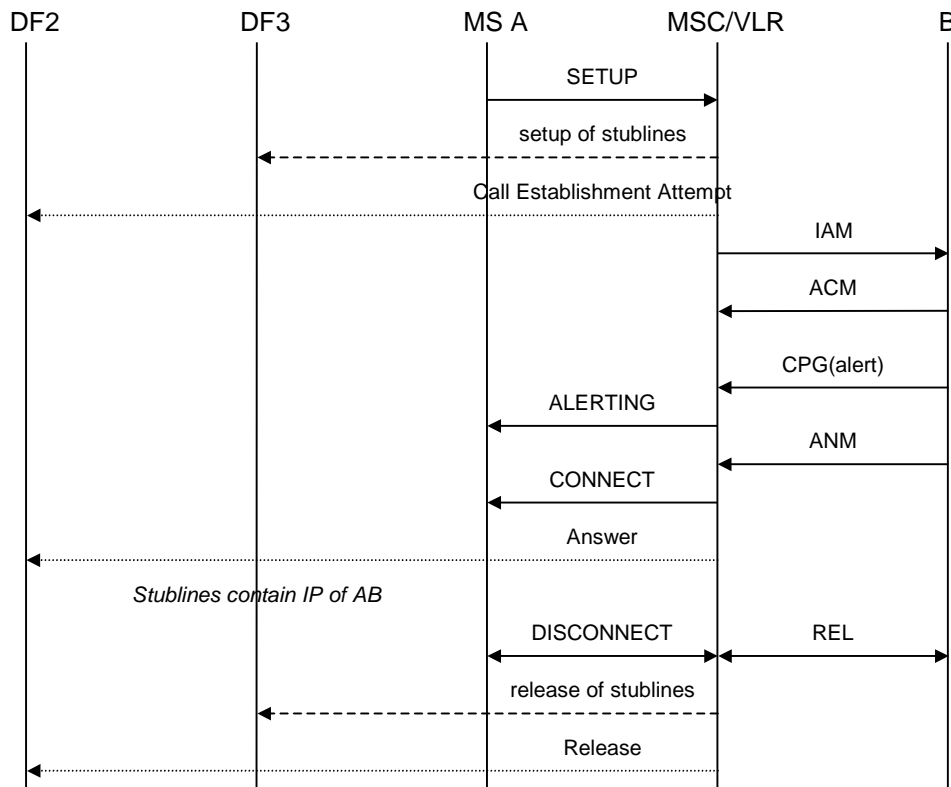 DF2 DF3 MS A MSC/VLR B
SETUP
setup of stublines
Call Establishment Attempt
IAM
ACM
CPG(alert)
ALERTING
ANM
CONNECT
Answer
Stublines contain IP of AB
DISCONNECT REL
release of stublines
Release